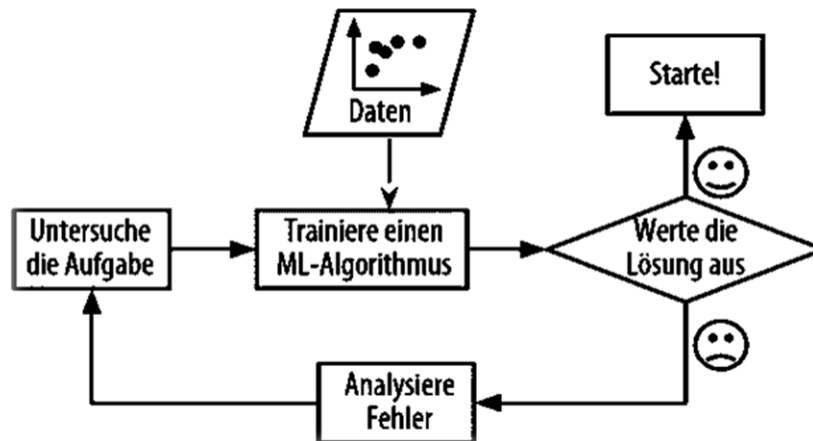 Daten
Starte!
Untersuche
die Aufgabe
Trainiere einen
ML-Algorithmus
Werte die
Lösung aus
Analysiere
Fehler